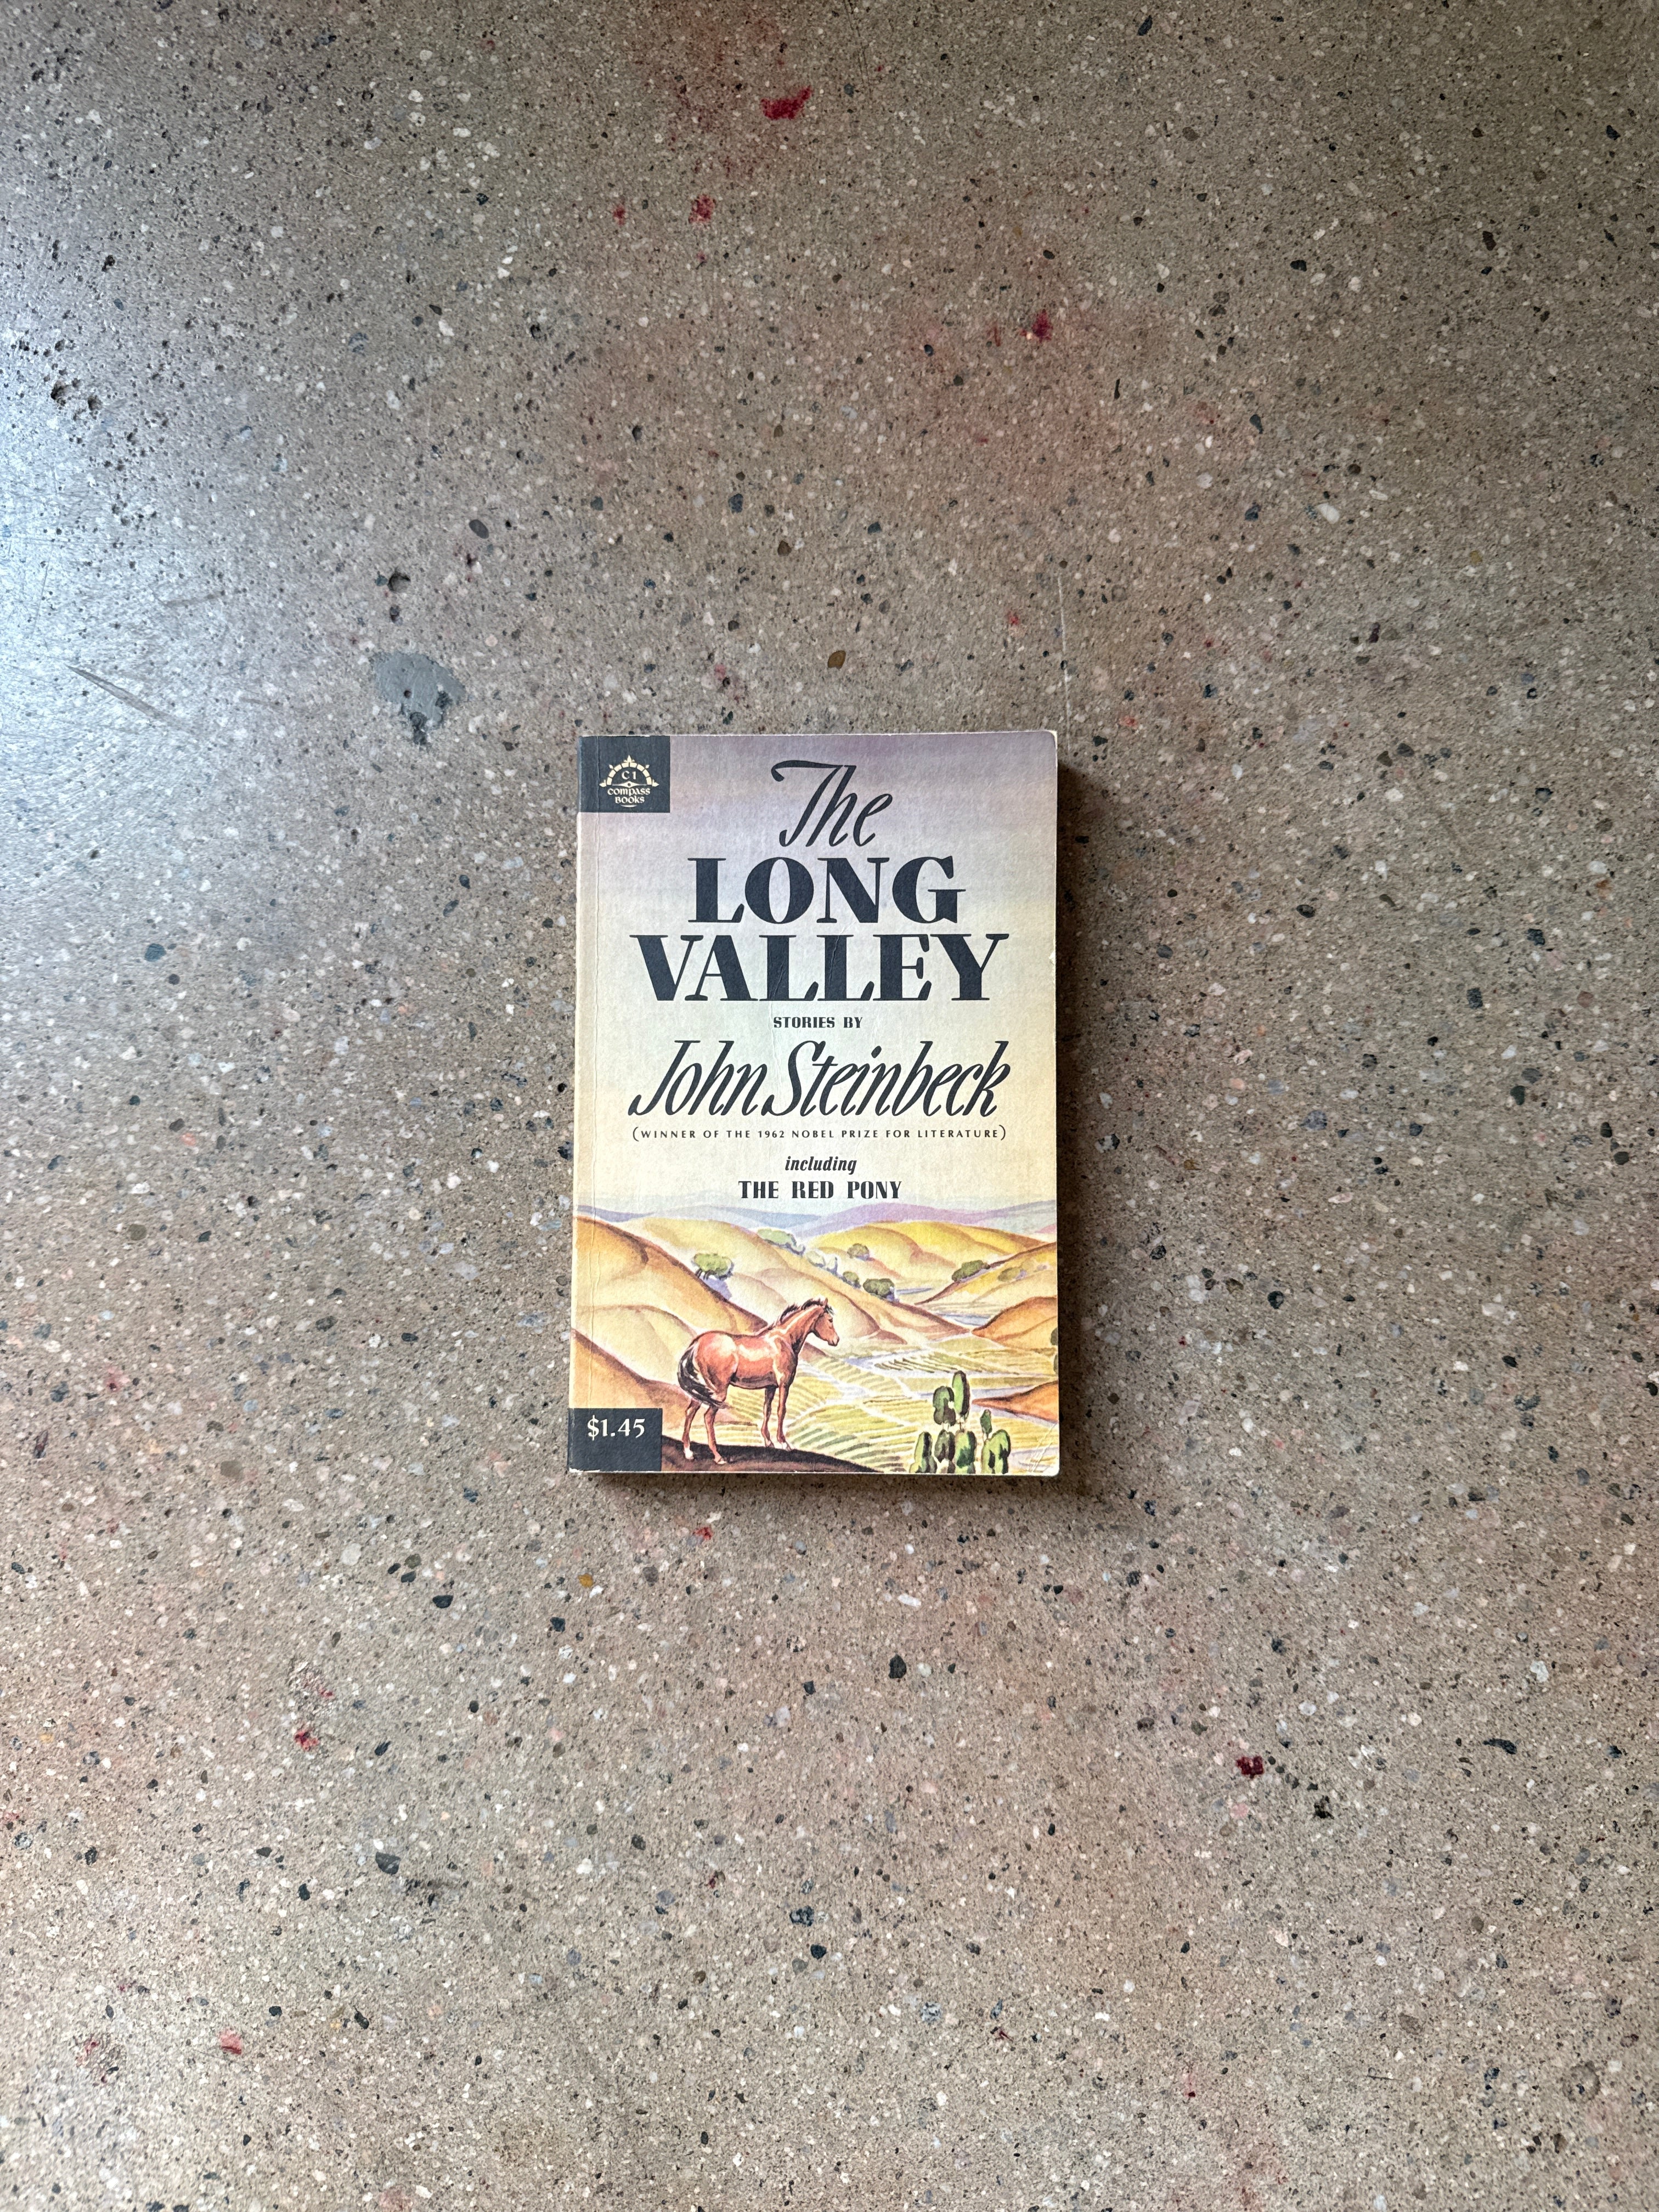 C1
COMPASS
BOOKS
The
LONG
VALLEY
STORIES BY
John Steinbeck
(WINNER OF THE 1962 NOBEL PRIZE FOR LITERATURE)
including
THE RED PONY
$1.45